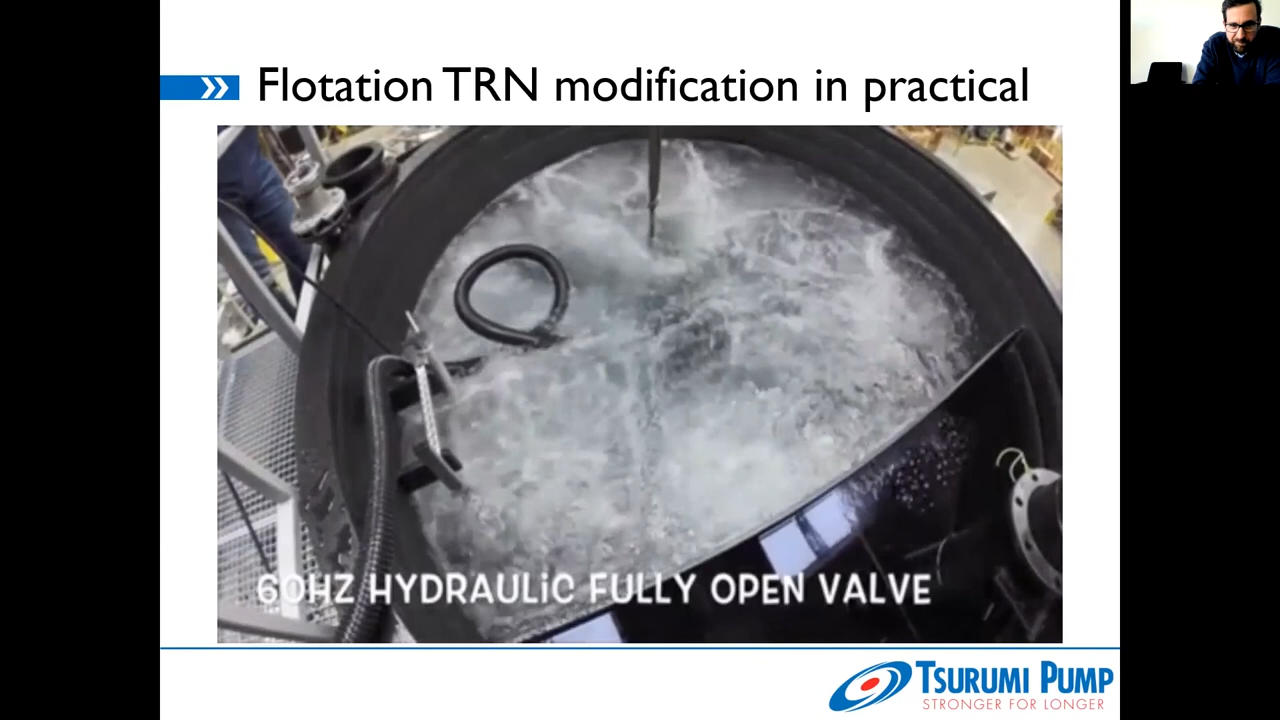 Flotation TRN modification in practical
60HZ HYDRAULiC FULLY OPEN VALVE
TSURUMI PUMP
STRONGER FOR LONGER